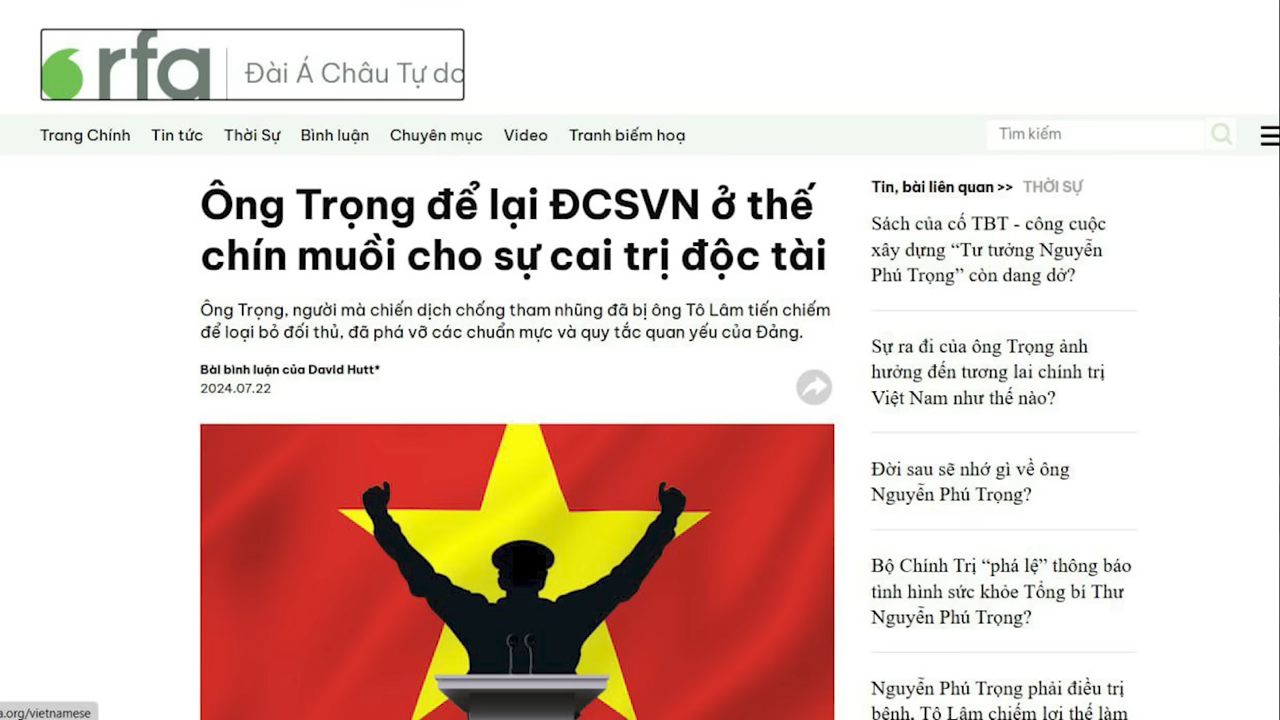 rfa
Đài Á Châu Tự do
Trang Chính Tin tức Thời Sự Bình luận Chuyên mục Video Tranh biếm hoạ
Tìm kiếm
Ông Trọng để lại ĐCSVN ở thế
chín muồi cho sự cai trị độc tài
Ông Trọng, người mà chiến dịch chống tham nhũng đã bị ông Tô Lâm tiến chiếm
để loại bỏ đối thủ, đã phá vỡ các chuẩn mực và quy tắc quan yếu của Đảng.
Bài bình luận của David Hutt*
2024.07.22
Tin, bài liên quan >> THỜI SỰ
Sách của cố TBT - công cuộc
xây dựng “Tư tưởng Nguyễn
Phú Trọng” còn dang dở?
Sự ra đi của ông Trọng ảnh
hưởng đến tương lai chính trị
Việt Nam như thế nào?
Đời sau sẽ nhớ gì về ông
Nguyễn Phú Trọng?
Bộ Chính Trị “phá lệ” thông báo
tình hình sức khỏe Tổng bí Thư
Nguyễn Phú Trọng?
Nguyễn Phú Trọng phải điều trị
bệnh, Tô Lâm chiếm lợi thế làm
a.org/vietnamese